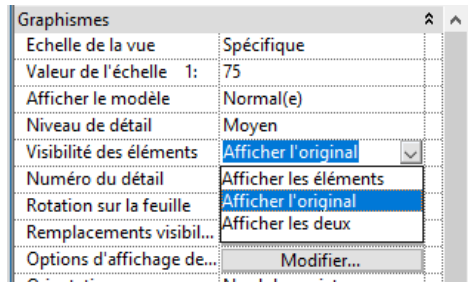 Graphismes
Echelle de la vue Spécifique
Valeur de l'échelle 1: 75
Afficher le modèle Normal(e)
Niveau de détail Moyen
Visibilité des éléments Afficher l'original
Numéro du détail Afficher les éléments
Rotation sur la feuille Afficher l'original
Remplacements visibil... Afficher les deux
Options d'affichage de... Modifier...